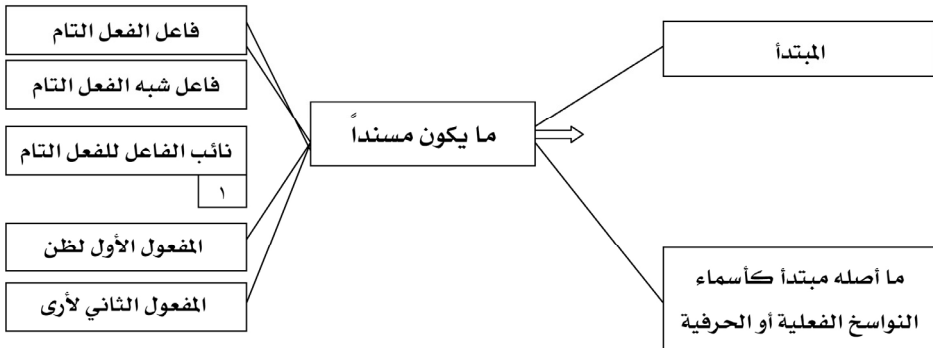 المبتدأ
ما أصله مبتدأ كأسماء
النواسخ الفعلية أو الحرفية
ما يكون مسنداً
فاعل الفعل التام
فاعل شبه الفعل التام
نائب الفاعل للفعل التام
١
المفعول الأول لظن
المفعول الثاني لأرى